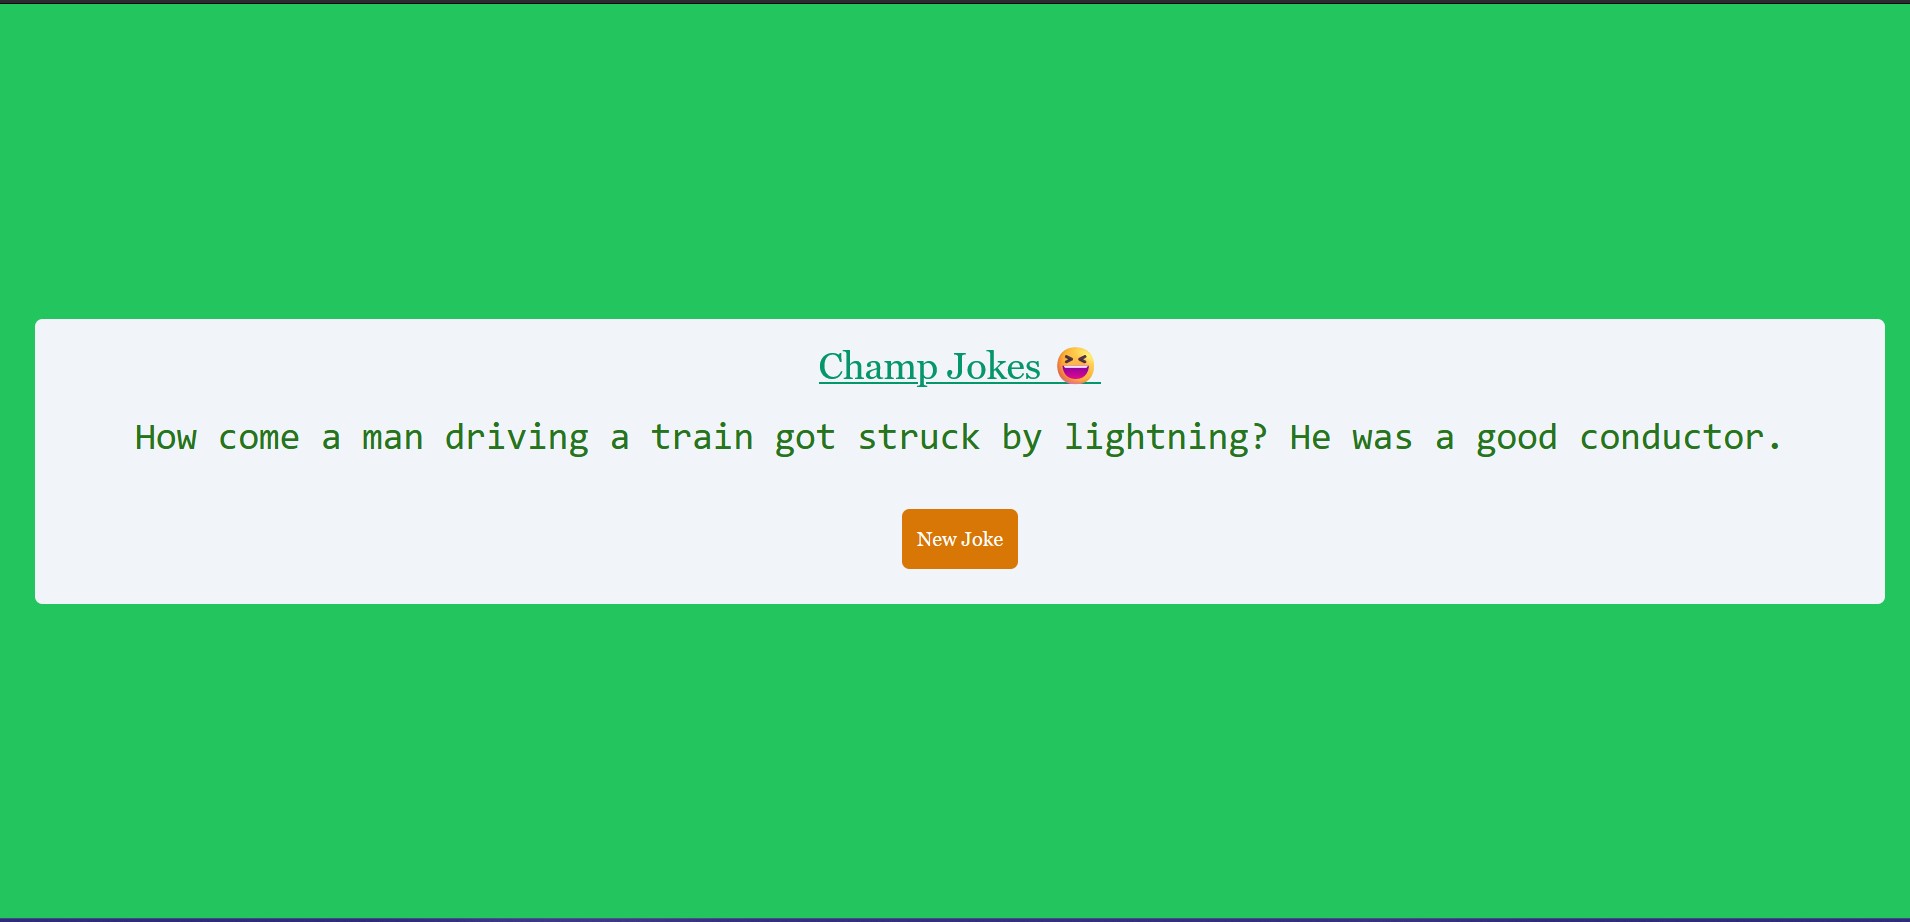 Champ Jokes 😆
How come a man driving a train got struck by lightning? He was a good conductor.
New Joke